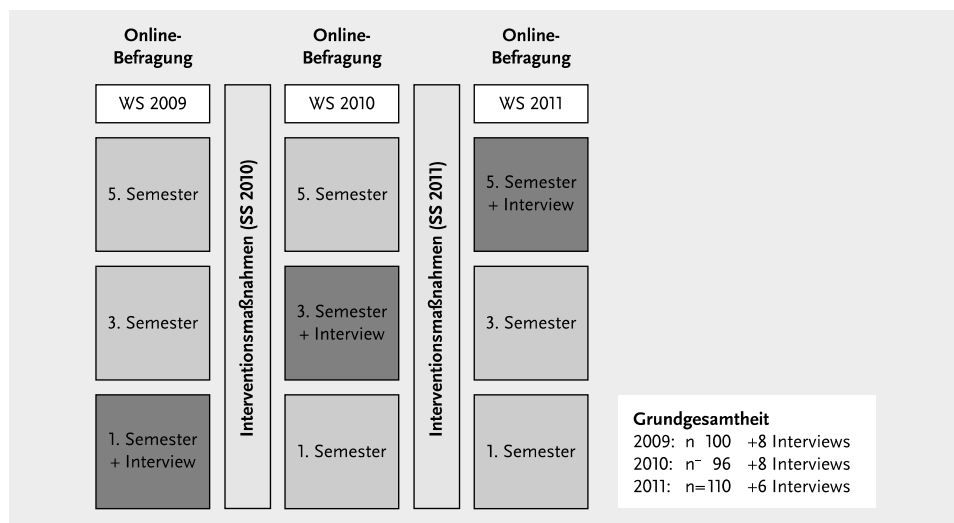 Online-
Befragung
WS 2009
5. Semester
3. Semester
1. Semester
+ Interview
Interventionsmaßnahmen (SS 2010)
Online-
Befragung
WS 2010
5. Semester
3. Semester
+ Interview
1. Semester
Interventionsmaßnahmen (SS 2011)
Online-
Befragung
WS 2011
5. Semester
+ Interview
3. Semester
1. Semester
Grundgesamtheit
2009: n 100 +8 Interviews
2010: n– 96 +8 Interviews
2011: n=110 +6 Interviews